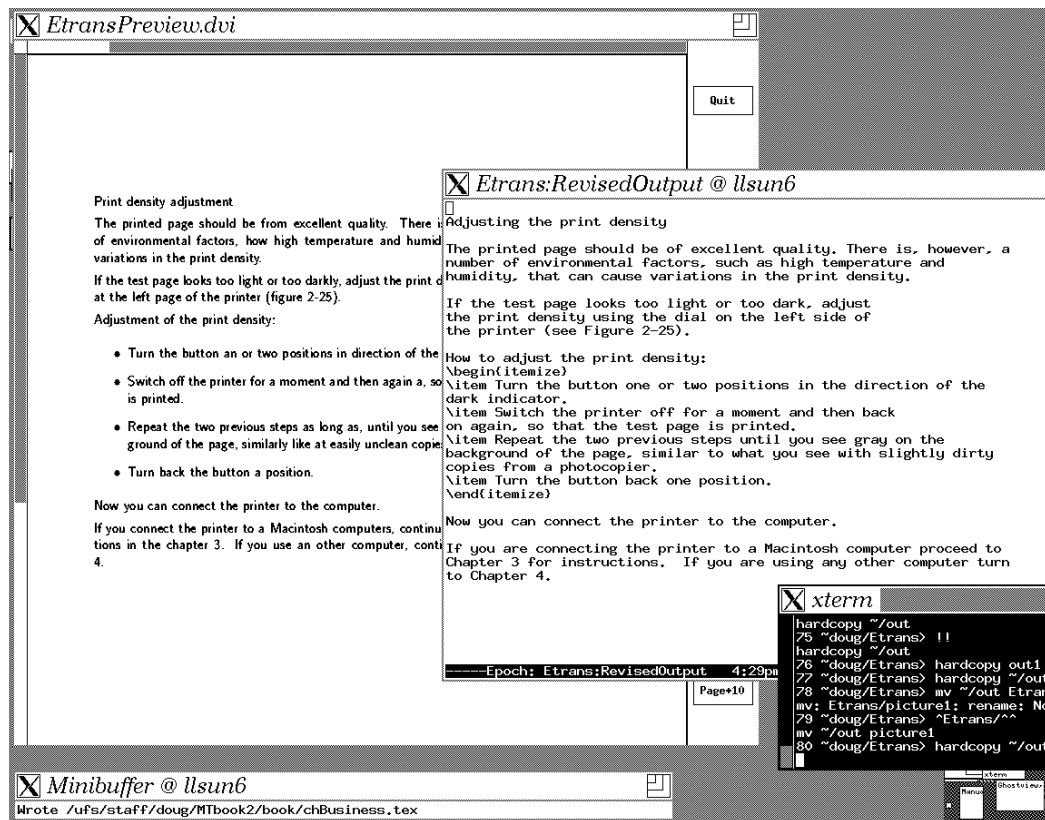 EtransPreview.dvi
Quit
Print density adjustment
The printed page should be from excellent quality. There i
of environmental factors, how high temperature and humid
variations in the print density.
If the test page looks too light or too darkly, adjust the print d
at the left page of the printer (figure 2-25).
Adjustment of the print density:
• Turn the button an or two positions in direction of the
• Switch off the printer for a moment and then again a, so
is printed.
• Repeat the two previous steps as long as, until you see
ground of the page, similarly like at easily unclean copie
• Turn back the button a position.
Now you can connect the printer to the computer.
If you connect the printer to a Macintosh computers, continu
tions in the chapter 3. If you use an other computer, conti
4.
Page+10
Etrans:RevisedOutput @ llsun6
Adjusting the print density
The printed page should be of excellent quality. There is, however, a
number of environmental factors, such as high temperature and
humidity, that can cause variations in the print density.
If the test page looks too light or too dark, adjust
the print density using the dial on the left side of
the printer (see Figure 2-25).
How to adjust the print density:
\begin{itemize}
\item Turn the button one or two positions in the direction of the
dark indicator.
\item Switch the printer off for a moment and then back
on again, so that the test page is printed.
\item Repeat the two previous steps until you see gray on the
background of the page, similar to what you see with slightly dirty
copies from a photocopier.
\item Turn the button back one position.
\end{itemize}
Now you can connect the printer to the computer.
If you are connecting the printer to a Macintosh computer proceed to
Chapter 3 for instructions.  If you are using any other computer turn
to Chapter 4.
-----Epoch: Etrans:RevisedOutput   4:29pm
xterm
hardcopy ~/out
75 ~doug/Etrans> !!
hardcopy ~/out
76 ~doug/Etrans> hardcopy out1
77 ~doug/Etrans> hardcopy ~/out
78 ~doug/Etrans> mv ~/out Etran
mv: Etrans/picture1: rename: No
79 ~doug/Etrans> ^Etrans/^^
mv ~/out picture1
80 ~doug/Etrans> hardcopy ~/out
Minibuffer @ llsun6
Wrote /ufs/staff/doug/MTbook2/book/chBusiness.tex
xterm
Manua
Ghostview